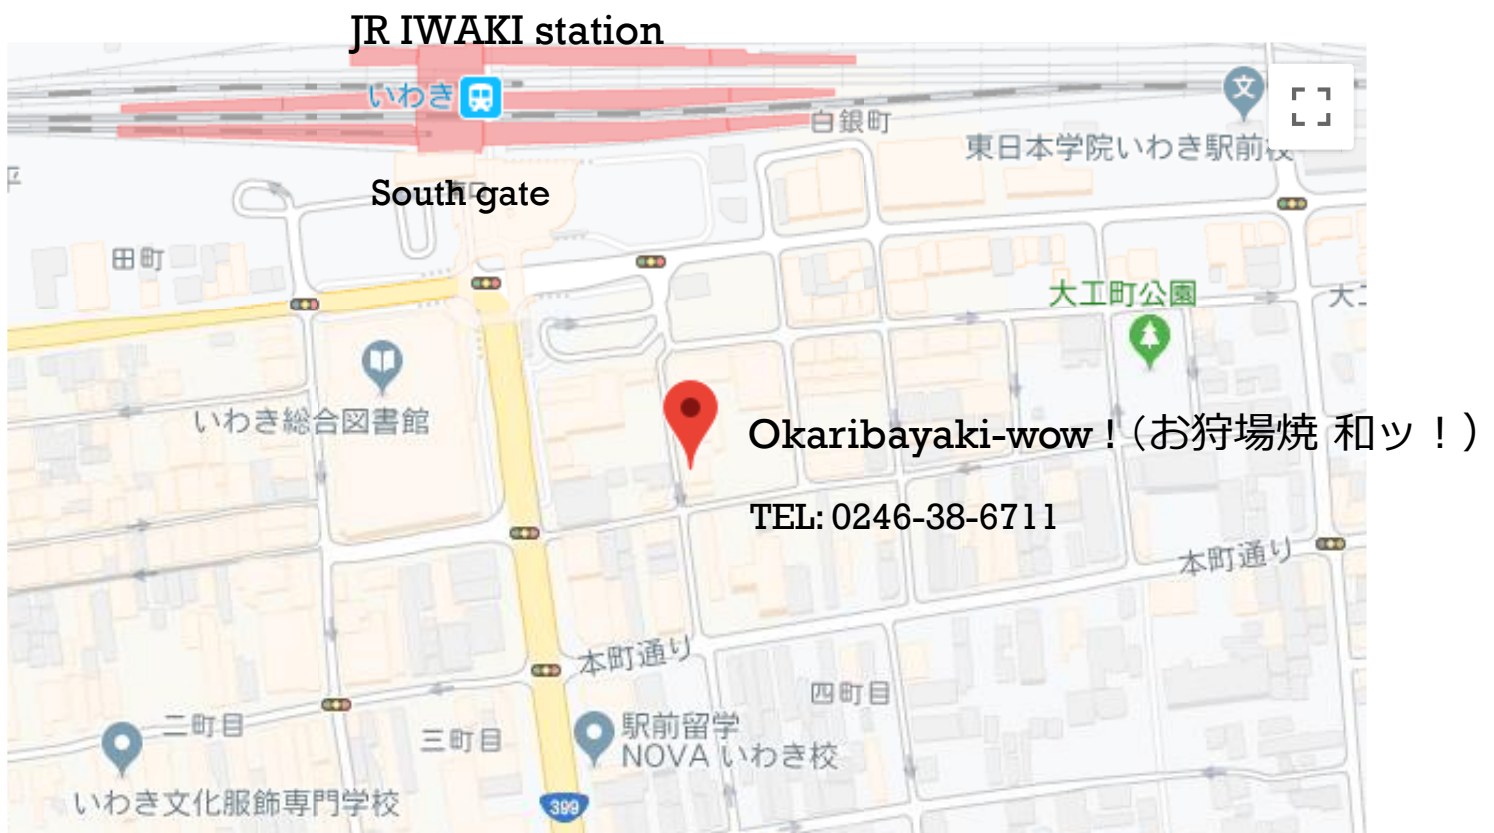 JR IWAKI station
いわき
白銀町
東日本学院いわき駅前校
平
South gate
田町
大工町公園
大工
いわき総合図書館
Okaribayaki-wow！(お狩場焼 和ッ！)
TEL: 0246-38-6711
本町通り
本町通り
四町目
二町目
三町目
駅前留学
NOVA いわき校
いわき文化服飾専門学校
399
文